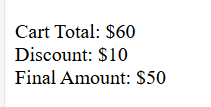 Cart Total: $60
Discount: $10
Final Amount: $50